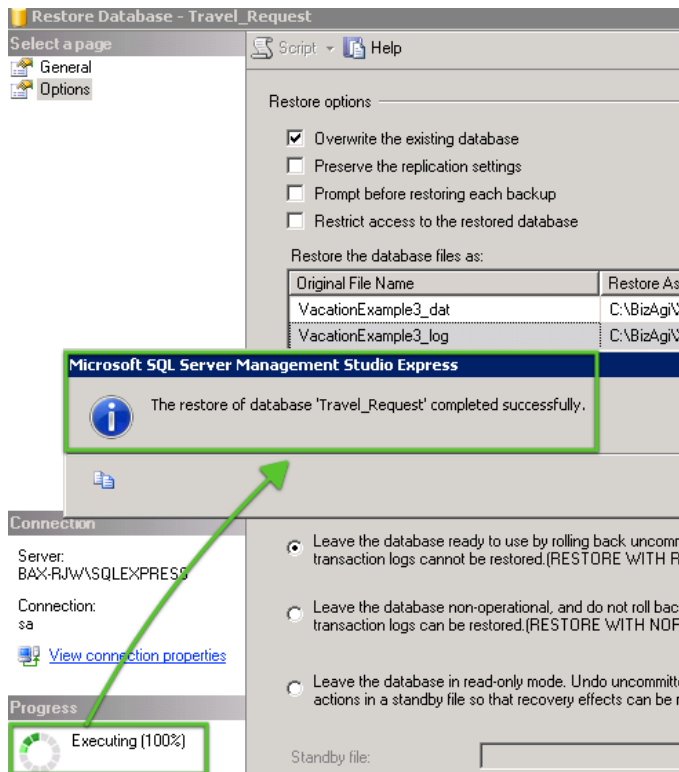 Restore Database - Travel_Request
Select a page
General
Options
Script
Help
Restore options
Overwrite the existing database
Preserve the replication settings
Prompt before restoring each backup
Restrict access to the restored database
Restore the database files as:
Original File Name Restore As
VacationExample3_dat C:\BizAgi\
VacationExample3_log C:\BizAgi\
Microsoft SQL Server Management Studio Express
The restore of database 'Travel_Request' completed successfully.
Connection
Server:
BAX-RJW\SQLEXPRESS
Connection:
sa
View connection properties
Progress
Executing (100%)
Leave the database ready to use by rolling back uncomm
transaction logs cannot be restored.(RESTORE WITH R
Leave the database non-operational, and do not roll bac
transaction logs can be restored.(RESTORE WITH NOR
Leave the database in read-only mode. Undo uncommitte
actions in a standby file so that recovery effects can be r
Standby file: